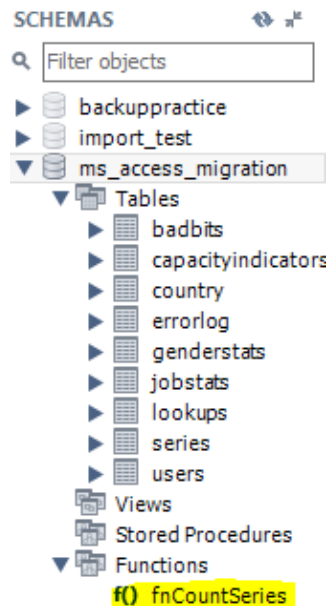 SCHEMAS
Filter objects
backuppractice
import_test
ms_access_migration
Tables
badbits
capacityindicators
country
errorlog
genderstats
jobstats
lookups
series
users
Views
Stored Procedures
Functions
f() fnCountSeries